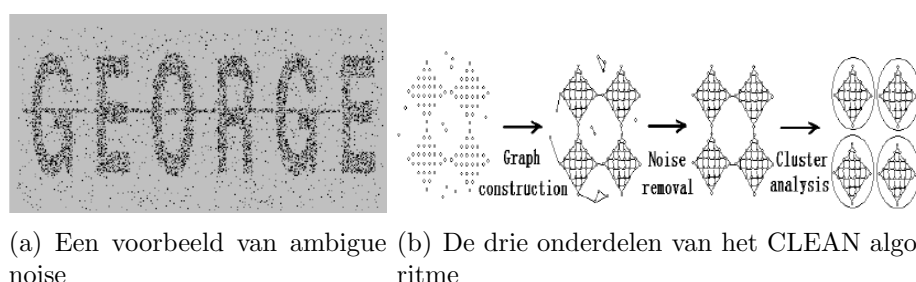 GEORGE
Graph
construction
Noise
removal
Cluster
analysis
(a) Een voorbeeld van ambigue
noise
(b) De drie onderdelen van het CLEAN algo
ritme